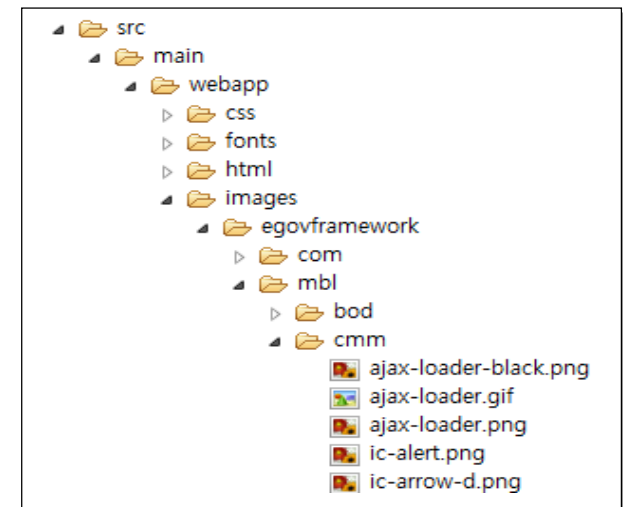 src
main
webapp
css
fonts
html
images
egovframework
com
mbl
bod
cmm
ajax-loader-black.png
ajax-loader.gif
ajax-loader.png
ic-alert.png
ic-arrow-d.png